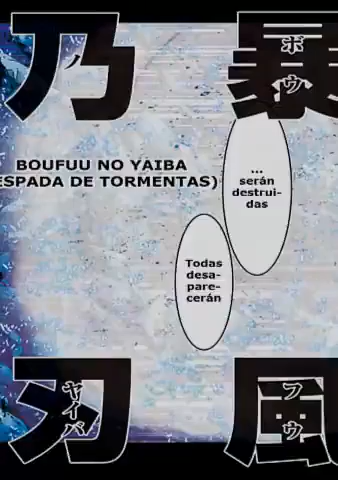 暴風
ボウフウ
乃刃
ノヤイバ
BOUFUU NO YAIBA
ESPADA DE TORMENTAS)
...
serán
destrui-
das
Todas
desa-
pare-
cerán